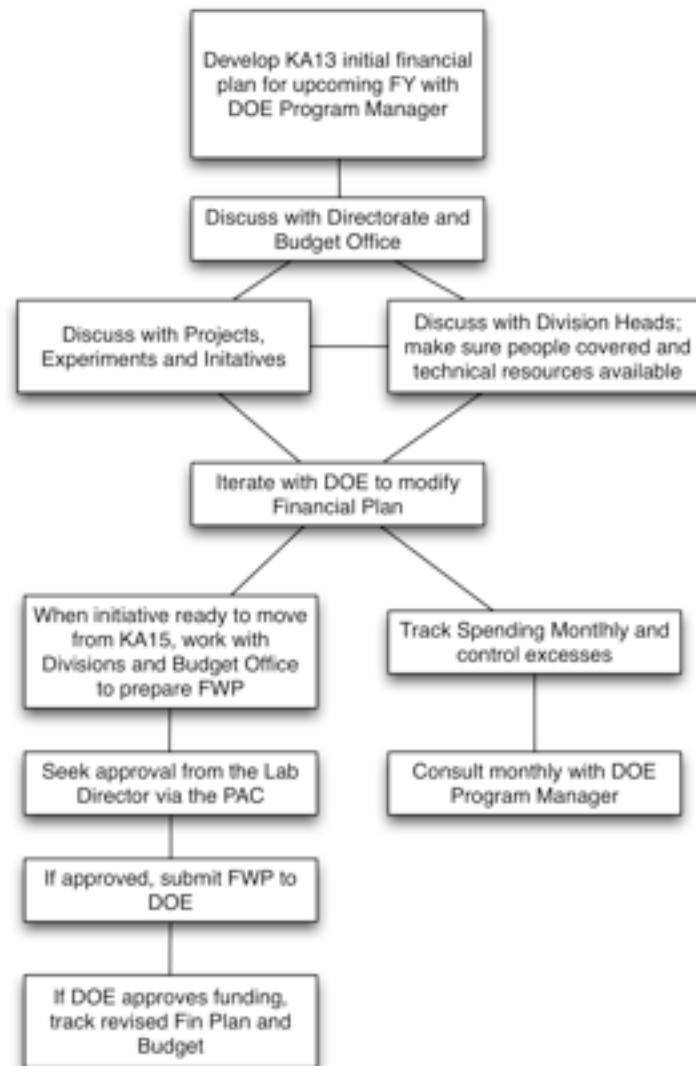 Develop KA13 initial financial
plan for upcoming FY with
DOE Program Manager
Discuss with Directorate and
Budget Office
Discuss with Projects,
Experiments and Initatives
Discuss with Division Heads;
make sure people covered and
technical resources available
Iterate with DOE to modify
Financial Plan
When initiative ready to move
from KA15, work with
Divisions and Budget Office
to prepare FWP
Track Spending Montlhly and
control excesses
Seek approval from the Lab
Director via the PAC
Consult monthly with DOE
Program Manager
If approved, submit FWP to
DOE
If DOE approves funding,
track revised Fin Plan and
Budget